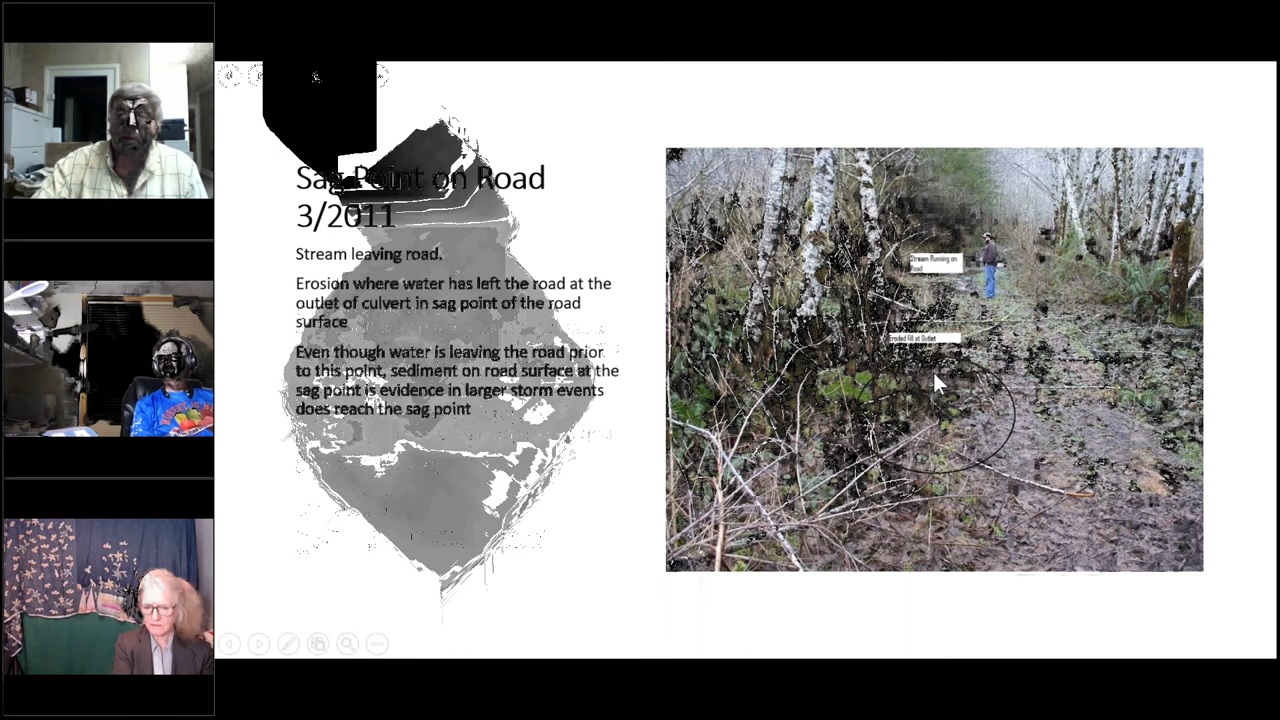 Sag Point on Road
3/2011
Stream leaving road.
Erosion where water has left the road at the
outlet of culvert in sag point of the road
surface
Even though water is leaving the road prior
to this point, sediment on road surface at the
sag point is evidence in larger storm events
does reach the sag point
Stream Running on
Road
Eroded Fill at Outlet